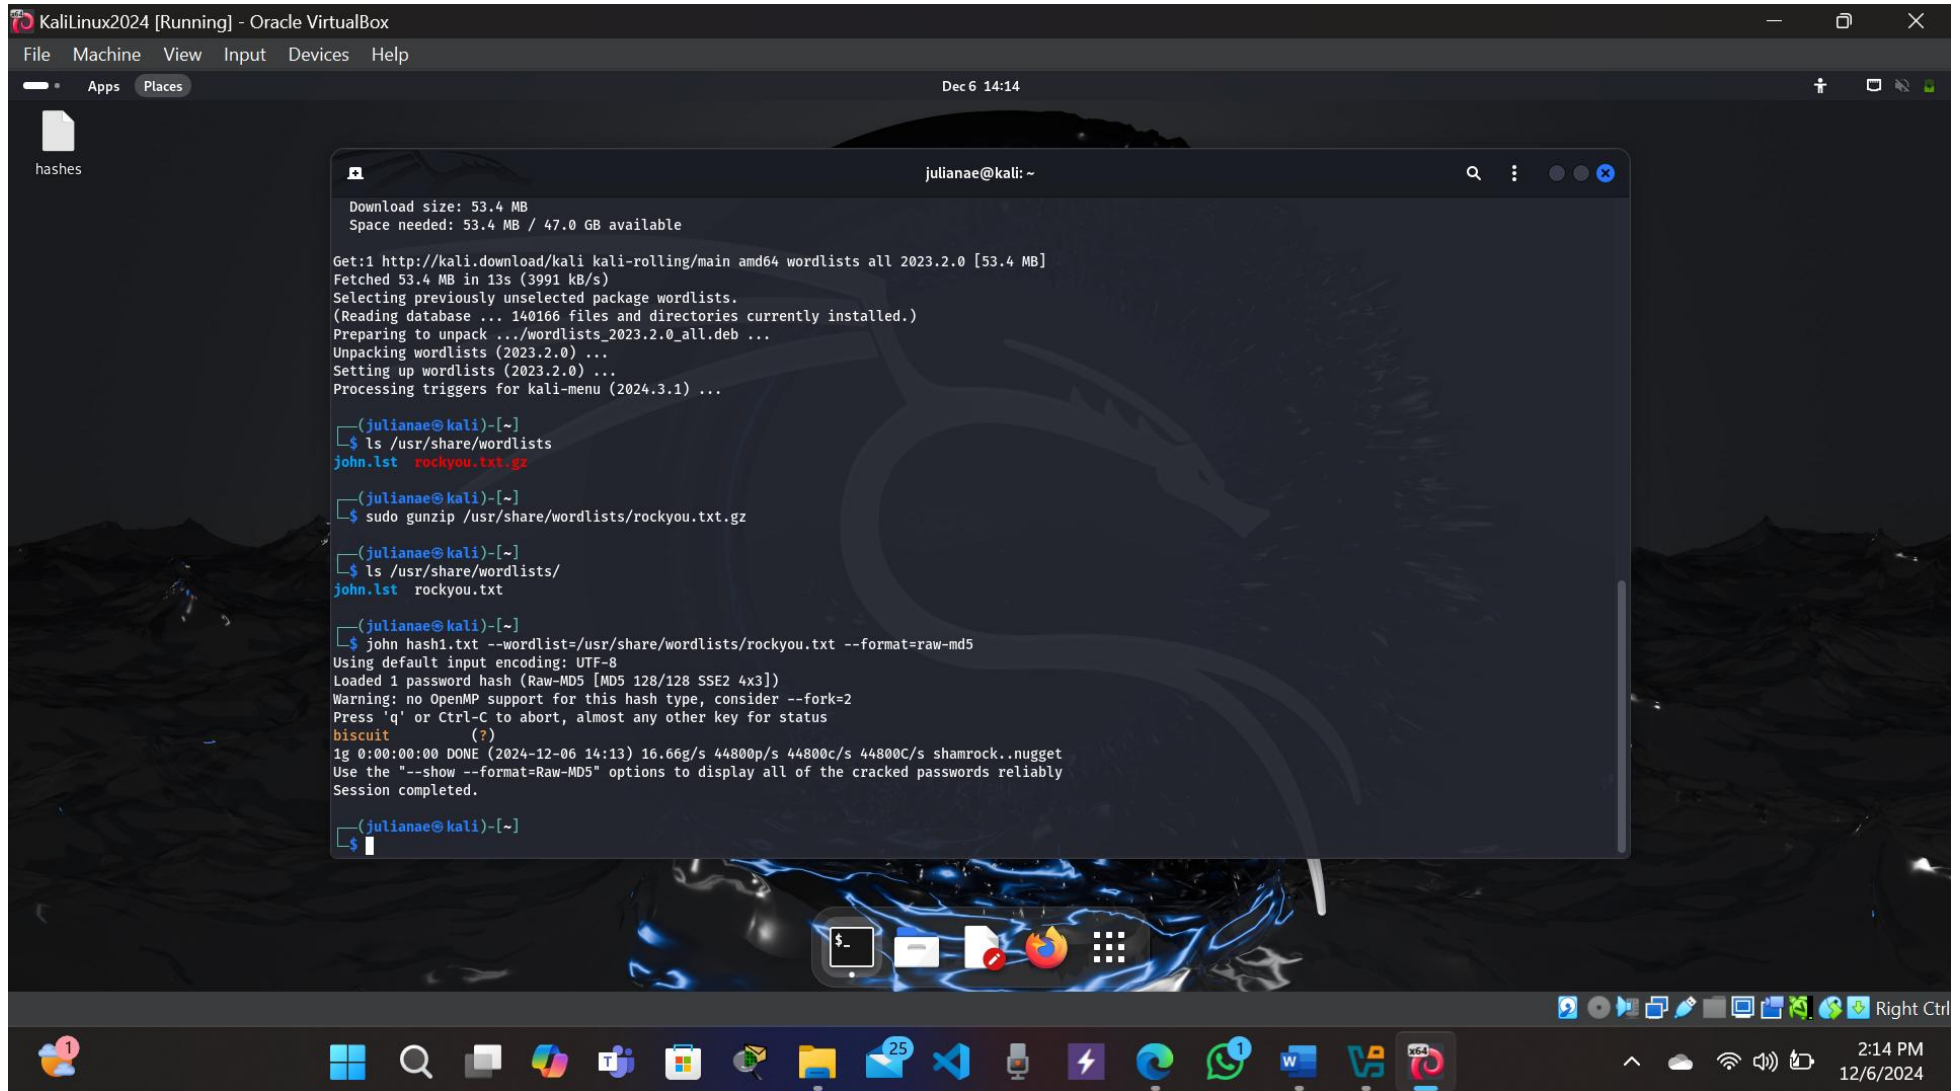 KaliLinux2024 [Running] - Oracle VirtualBox
File Machine View Input Devices Help
Apps Places Dec 6 14:14
hashes
julianae@kali: ~
Download size: 53.4 MB
Space needed: 53.4 MB / 47.0 GB available
Get:1 http://kali.download/kali kali-rolling/main amd64 wordlists all 2023.2.0 [53.4 MB]
Fetched 53.4 MB in 13s (3991 kB/s)
Selecting previously unselected package wordlists.
(Reading database ... 140166 files and directories currently installed.)
Preparing to unpack .../wordlists_2023.2.0_all.deb ...
Unpacking wordlists (2023.2.0) ...
Setting up wordlists (2023.2.0) ...
Processing triggers for kali-menu (2024.3.1) ...
┌──(julianae㉿kali)-[~]
└─$ ls /usr/share/wordlists
john.lst rockyou.txt.gz
┌──(julianae㉿kali)-[~]
└─$ sudo gunzip /usr/share/wordlists/rockyou.txt.gz
┌──(julianae㉿kali)-[~]
└─$ ls /usr/share/wordlists/
john.lst rockyou.txt
┌──(julianae㉿kali)-[~]
└─$ john hash1.txt --wordlist=/usr/share/wordlists/rockyou.txt --format=raw-md5
Using default input encoding: UTF-8
Loaded 1 password hash (Raw-MD5 [MD5 128/128 SSE2 4x3])
Warning: no OpenMP support for this hash type, consider --fork=2
Press 'q' or Ctrl-C to abort, almost any other key for status
biscuit (?)
1g 0:00:00:00 DONE (2024-12-06 14:13) 16.66g/s 44800p/s 44800c/s 44800C/s shamrock..nugget
Use the "--show --format=Raw-MD5" options to display all of the cracked passwords reliably
Session completed.
┌──(julianae㉿kali)-[~]
└─$
$_
Right Ctrl
1
T
25
1
W
x64
2:14 PM
12/6/2024